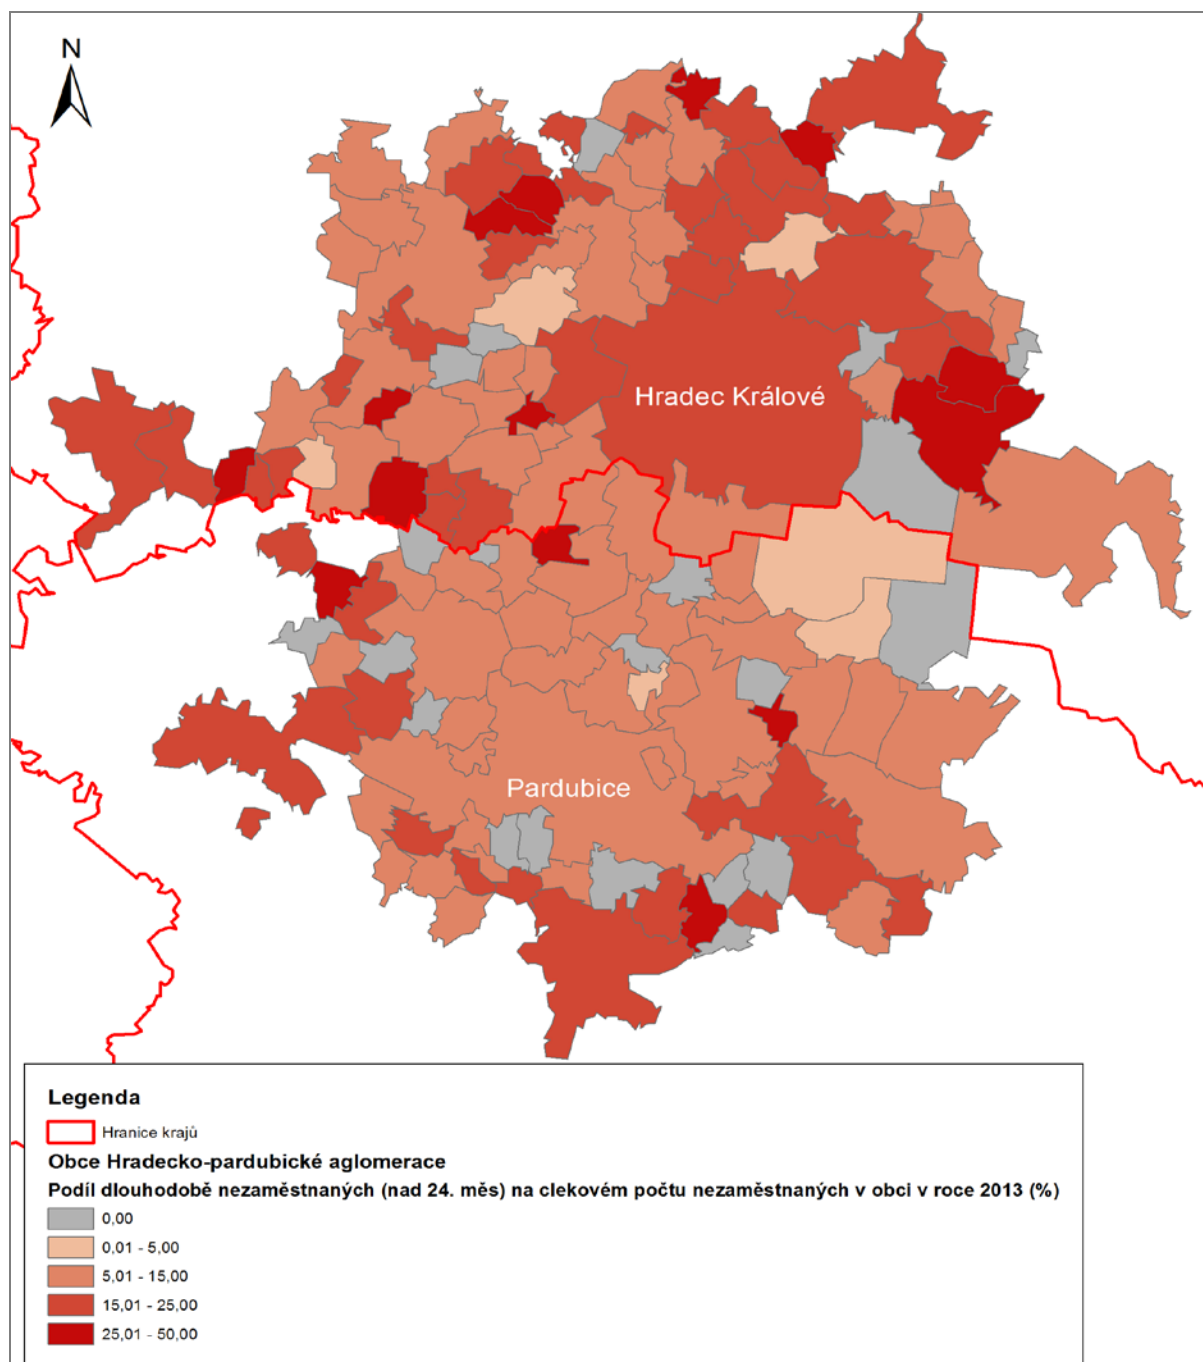 N
Hradec Králové
Pardubice
Legenda
Hranice krajů
Obce Hradecko-pardubické aglomerace
Podíl dlouhodobě nezaměstnaných (nad 24. měs) na clekovém počtu nezaměstnaných v obci v roce 2013 (%)
0,00
0,01 - 5,00
5,01 - 15,00
15,01 - 25,00
25,01 - 50,00